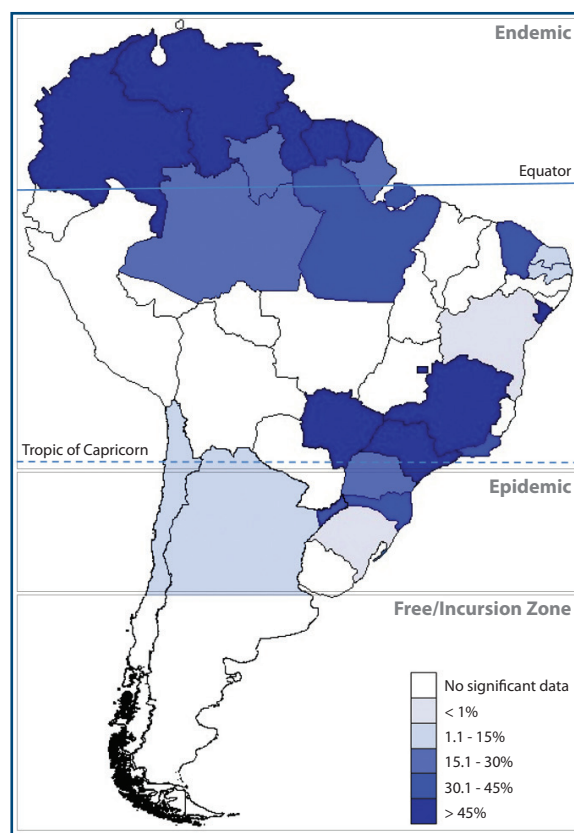 Endemic
Equator
Tropic of Capricorn
Epidemic
Free/Incursion Zone
No significant data
< 1%
1.1 - 15%
15.1 - 30%
30.1 - 45%
> 45%